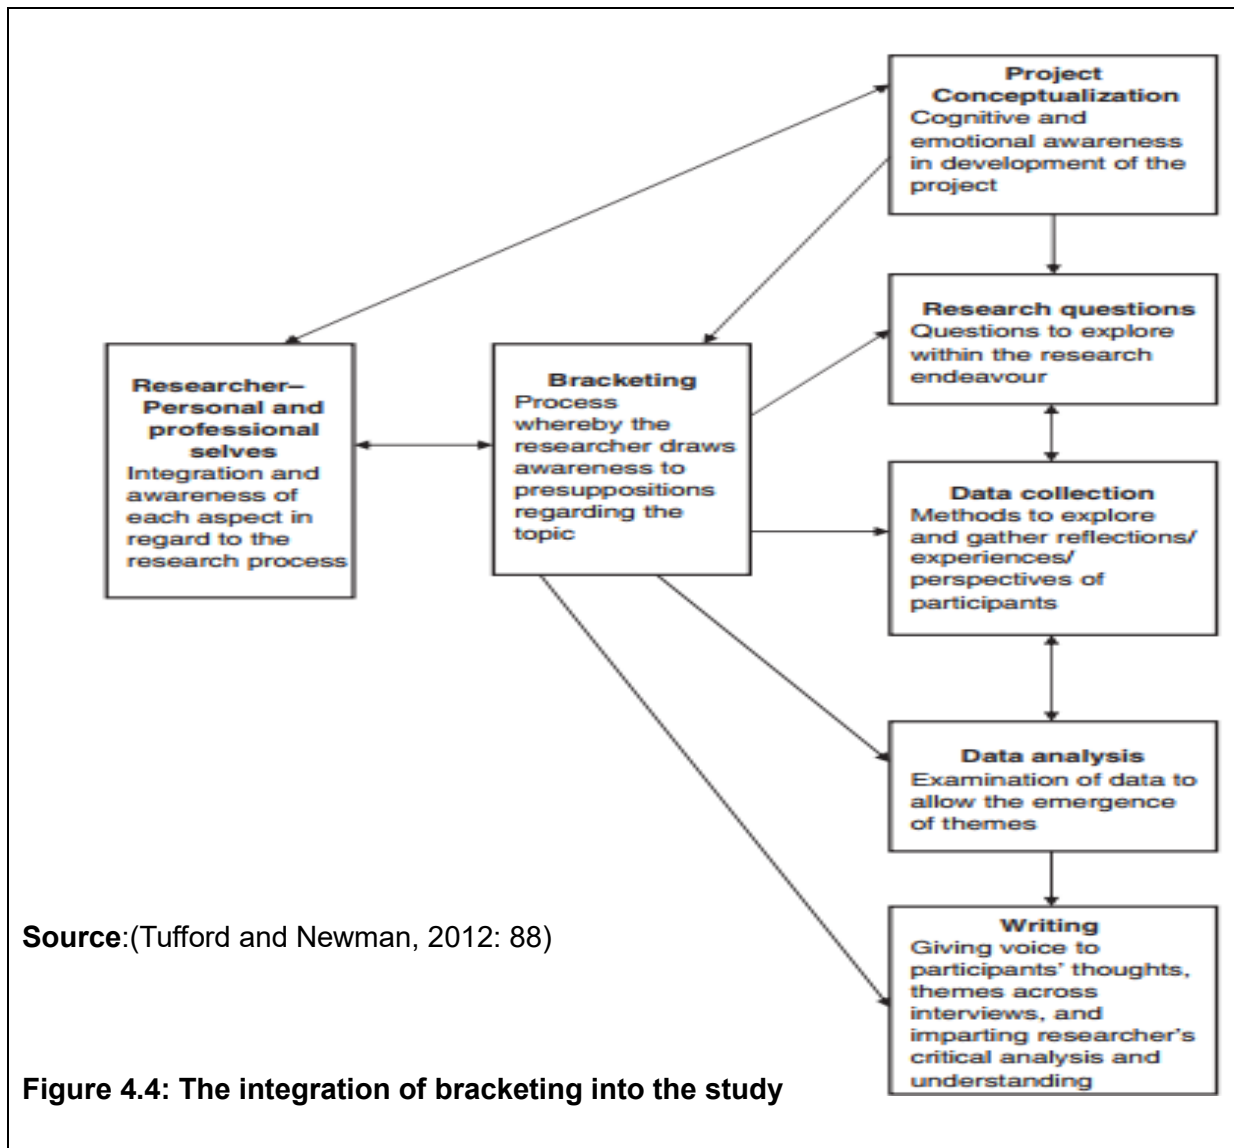 Project
Conceptualization
Cognitive and
emotional awareness
in development of the
project
Research questions
Questions to explore
within the research
endeavour
Researcher–
Personal and
professional
selves
Integration and
awareness of
each aspect in
regard to the
research process
Bracketing
Process
whereby the
researcher draws
awareness to
presuppositions
regarding the
topic
Data collection
Methods to explore
and gather reflections/
experiences/
perspectives of
participants
Data analysis
Examination of data to
allow the emergence
of themes
Writing
Giving voice to
participants’ thoughts,
themes across
interviews, and
imparting researcher’s
critical analysis and
understanding
Source:(Tufford and Newman, 2012: 88)
Figure 4.4: The integration of bracketing into the study